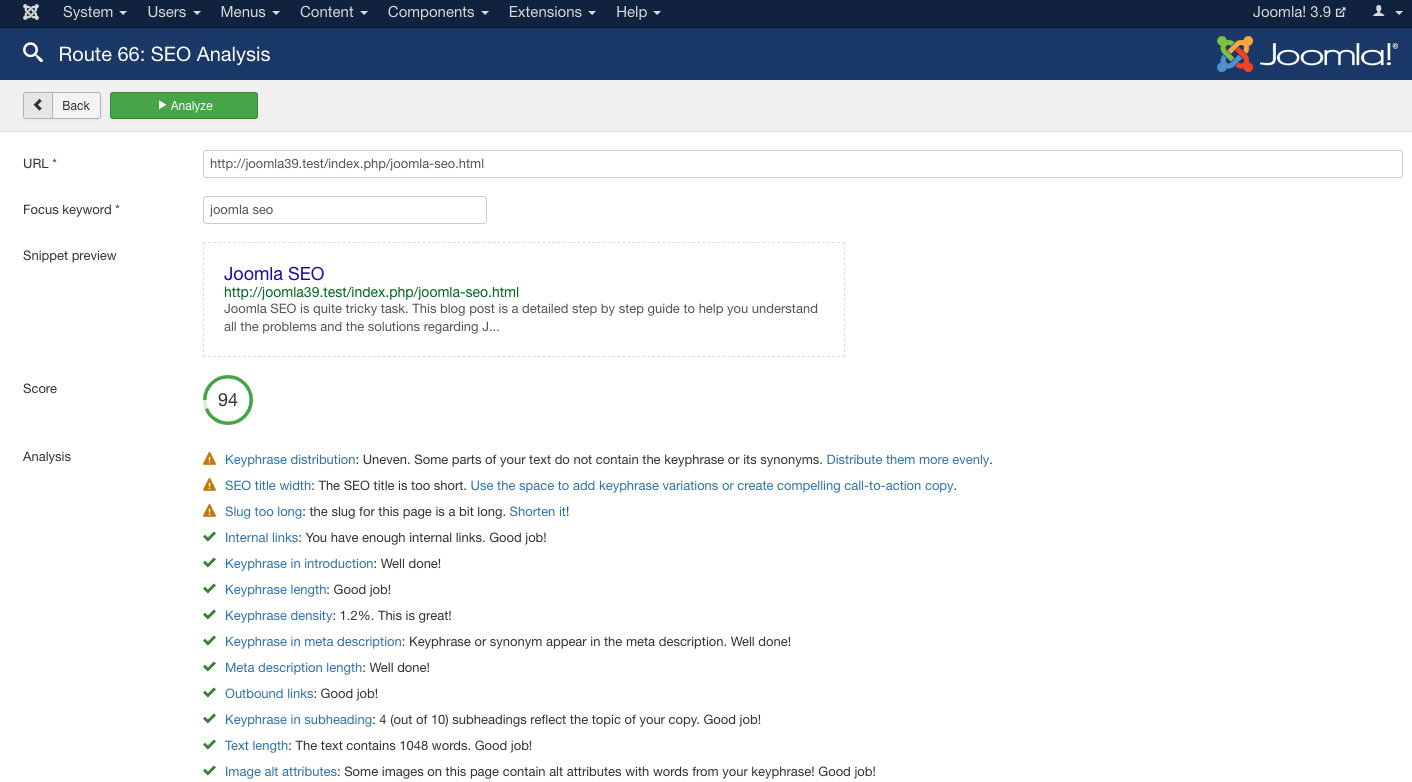 System Users Menus Content Components Extensions Help Joomla! 3.9
Route 66: SEO Analysis Joomla!®
Back Analyze
URL * http://joomla39.test/index.php/joomla-seo.html
Focus keyword * joomla seo
Snippet preview
Joomla SEO
http://joomla39.test/index.php/joomla-seo.html
Joomla SEO is quite tricky task. This blog post is a detailed step by step guide to help you understand
all the problems and the solutions regarding J...
Score 94
Analysis
Keyphrase distribution: Uneven. Some parts of your text do not contain the keyphrase or its synonyms. Distribute them more evenly.
SEO title width: The SEO title is too short. Use the space to add keyphrase variations or create compelling call-to-action copy.
Slug too long: the slug for this page is a bit long. Shorten it!
Internal links: You have enough internal links. Good job!
Keyphrase in introduction: Well done!
Keyphrase length: Good job!
Keyphrase density: 1.2%. This is great!
Keyphrase in meta description: Keyphrase or synonym appear in the meta description. Well done!
Meta description length: Well done!
Outbound links: Good job!
Keyphrase in subheading: 4 (out of 10) subheadings reflect the topic of your copy. Good job!
Text length: The text contains 1048 words. Good job!
Image alt attributes: Some images on this page contain alt attributes with words from your keyphrase! Good job!